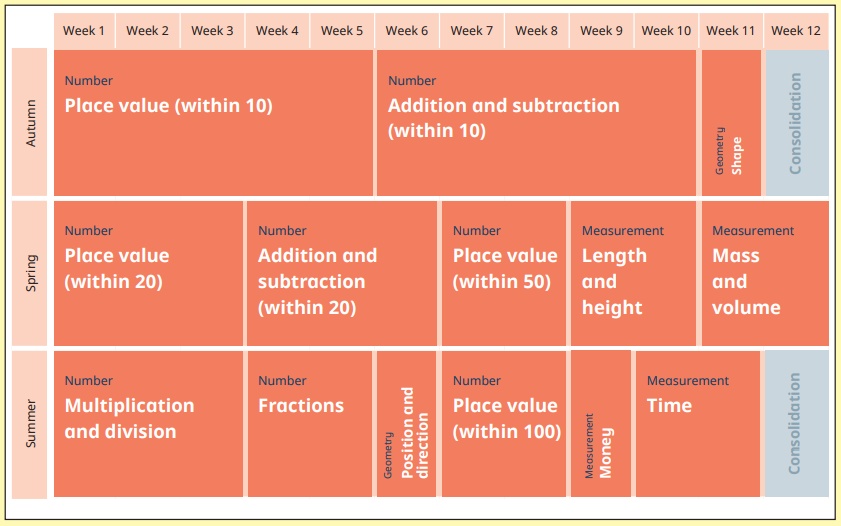 Week 1 Week 2 Week 3 Week 4 Week 5 Week 6 Week 7 Week 8 Week 9 Week 10 Week 11 Week 12
Autumn
Number
Place value (within 10)
Number
Addition and subtraction
(within 10)
Geometry
Shape
Consolidation
Spring
Number
Place value
(within 20)
Number
Addition and
subtraction
(within 20)
Number
Place value
(within 50)
Measurement
Length
and
height
Measurement
Mass
and
volume
Summer
Number
Multiplication
and division
Number
Fractions
Geometry
Position and
direction
Number
Place value
(within 100)
Measurement
Money
Measurement
Time
Consolidation